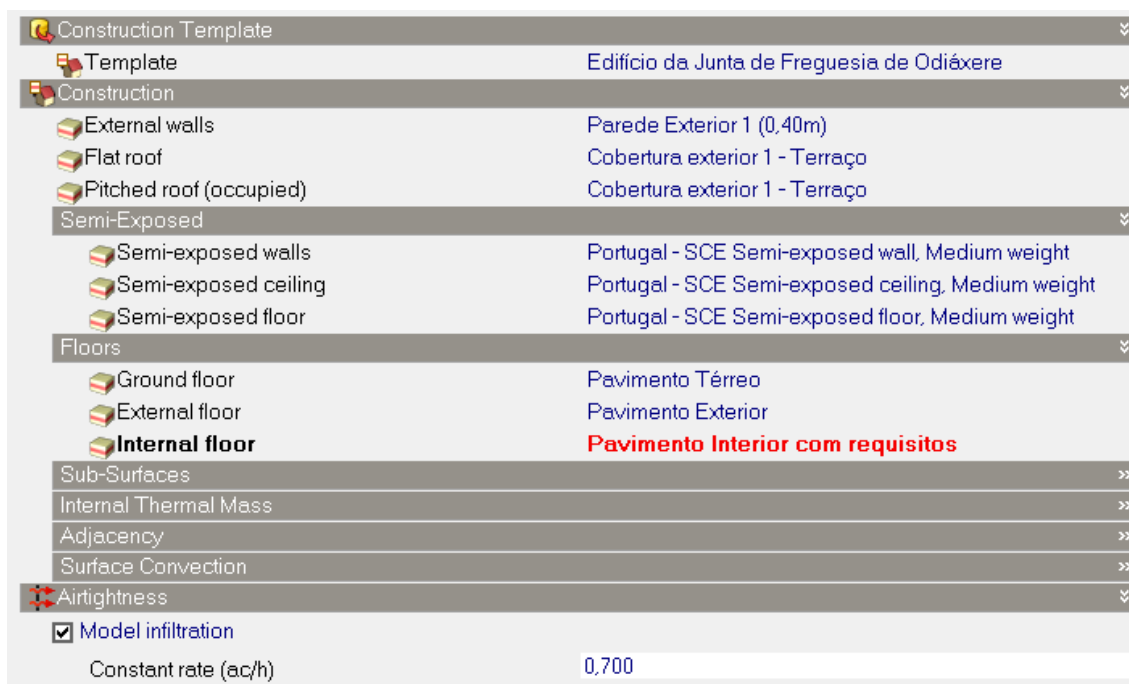 Construction Template
Template Edifício da Junta de Freguesia de Odiáxere
Construction
External walls Parede Exterior 1 (0,40m)
Flat roof Cobertura exterior 1 - Terraço
Pitched roof (occupied) Cobertura exterior 1 - Terraço
Semi-Exposed
Semi-exposed walls Portugal - SCE Semi-exposed wall, Medium weight
Semi-exposed ceiling Portugal - SCE Semi-exposed ceiling, Medium weight
Semi-exposed floor Portugal - SCE Semi-exposed floor, Medium weight
Floors
Ground floor Pavimento Térreo
External floor Pavimento Exterior
Internal floor Pavimento Interior com requisitos
Sub-Surfaces
Internal Thermal Mass
Adjacency
Surface Convection
Airtightness
Model infiltration
Constant rate (ac/h) 0,700